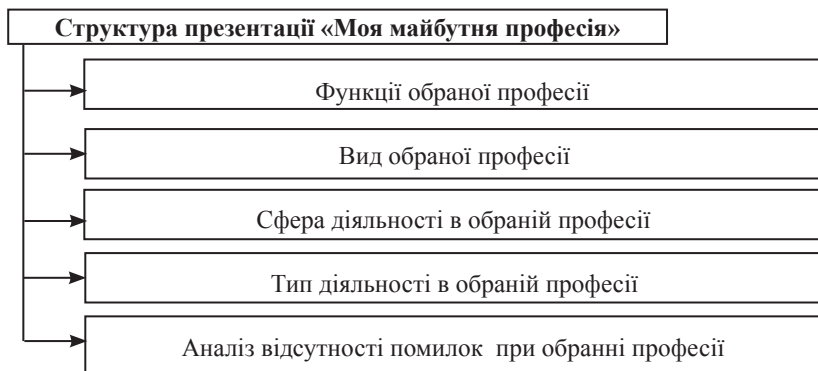 Структура презентації «Моя майбутня професія»
Функції обраної професії
Вид обраної професії
Сфера діяльності в обраній професії
Тип діяльності в обраній професії
Аналіз відсутності помилок при обранні професії